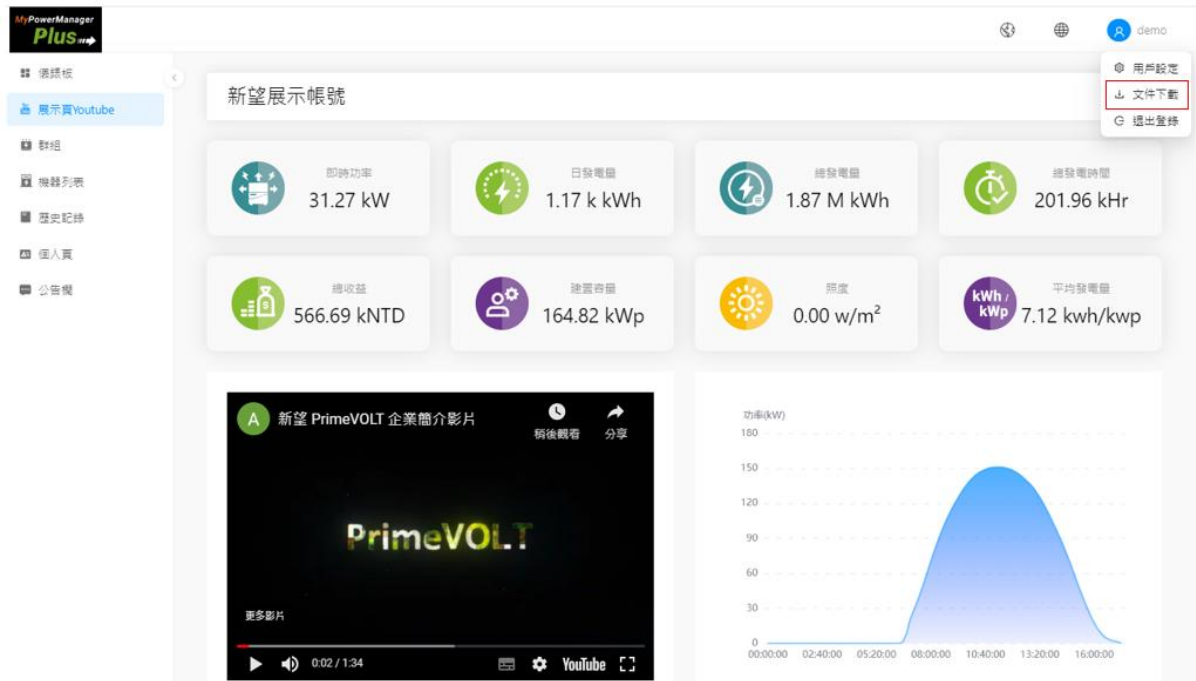 MyPowerManager
Plus
demo
儀錶板
展示頁Youtube
群組
機器列表
歷史記錄
個人頁
公告欄
用戶設定
文件下載
退出登錄
新望展示帳號
即時功率
31.27 kW
日發電量
1.17 k kWh
總發電量
1.87 M kWh
總發電時間
201.96 kHr
總收益
566.69 kNTD
建置容量
164.82 kWp
照度
0.00 w/m²
kWh /
kWp
平均發電量
7.12 kwh/kwp
A
新望 PrimeVOLT 企業簡介影片
稍後觀看
分享
PrimeVOLT
更多影片
0:02 / 1:34
YouTube
功率(kW)
180
150
120
90
60
30
0
00:00:00 02:40:00 05:20:00 08:00:00 10:40:00 13:20:00 16:00:00